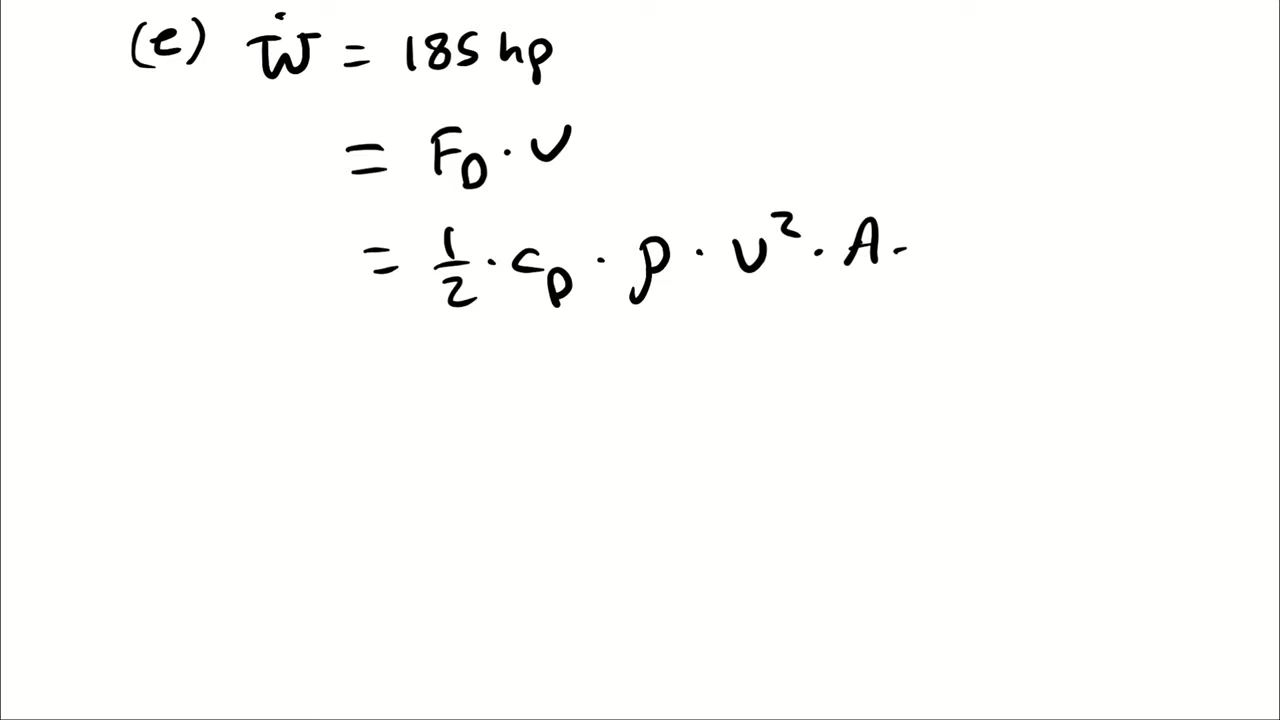 (e) Ẇ = 185 hp
= F_D · v
= 1/2 · c_D · ρ · v² · A ·